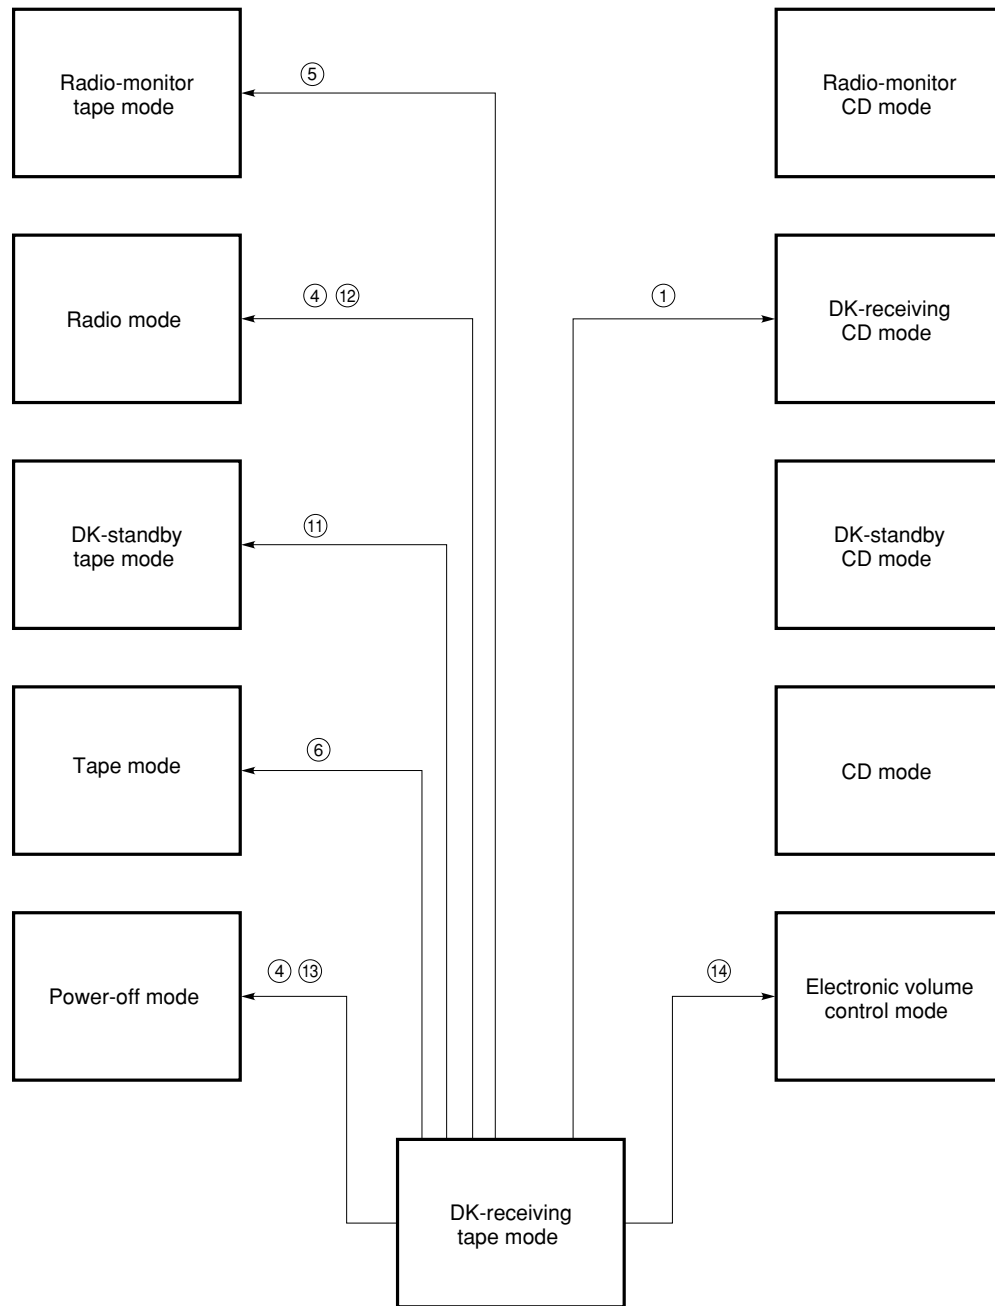 Radio-monitor
tape mode
⑤
Radio-monitor
CD mode
Radio mode
④ ⑫
①
DK-receiving
CD mode
DK-standby
tape mode
⑪
DK-standby
CD mode
Tape mode
⑥
CD mode
Power-off mode
④ ⑬
⑭
Electronic volume
control mode
DK-receiving
tape mode